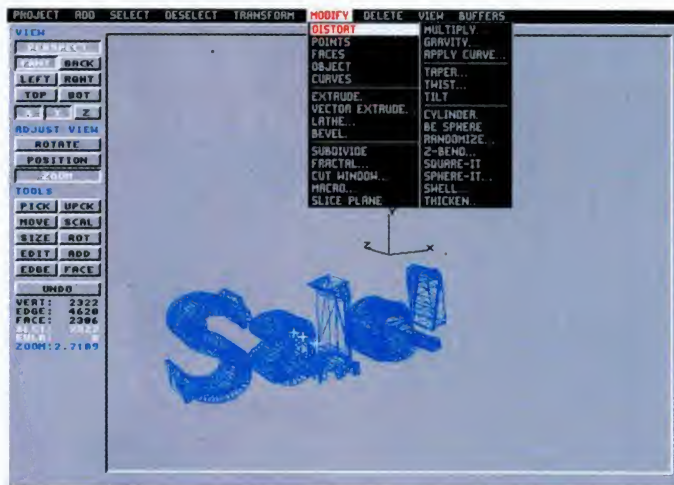 PROJECT ADD SELECT DESELECT TRANSFORM MODIFY DELETE VIEW BUFFERS
VIEW
PERSPECT
FRNT BACK
LEFT RGHT
TOP BOT
Y Z
ADJUST VIEW
ROTATE
POSITION
ZOOM
TOOLS
PICK UPCK
MOVE SCAL
SIZE ROT
EDIT ADD
EDGE FACE
UNDO
VERT: 2322
EDGE: 4620
FACE: 2306
ZOOM:2.7189
DISTORT
POINTS
FACES
OBJECT
CURVES
EXTRUDE.
VECTOR EXTRUDE.
LATHE...
BEVEL.
SUBDIVIDE
FRACTAL...
CUT WINDOW...
MACRO...
SLICE PLANE
MULTIPLY...
GRAVITY...
APPLY CURVE...
TAPER...
TWIST...
TILT
CYLINDER.
BE SPHERE
RANDOMIZE...
Z-BEND...
SQUARE-IT
SPHERE-IT...
SWELL...
THICKEN..
Y
Z X